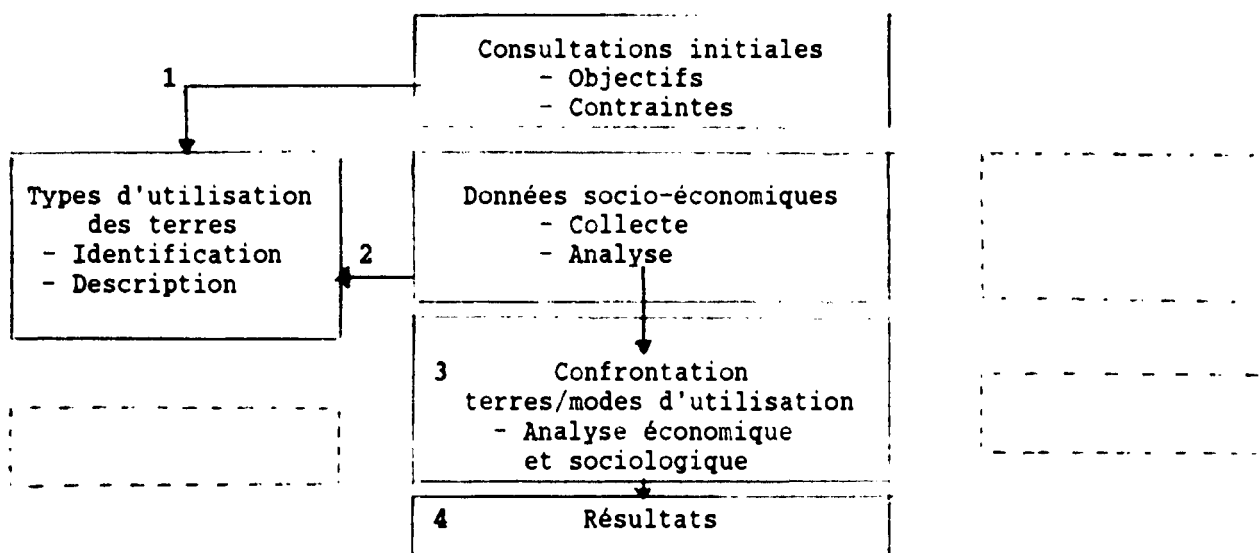 Consultations initiales
- Objectifs
- Contraintes
1
Types d'utilisation
des terres
- Identification
- Description
2
Données socio-économiques
- Collecte
- Analyse
3 Confrontation
terres/modes d'utilisation
- Analyse économique
et sociologique
4 Résultats